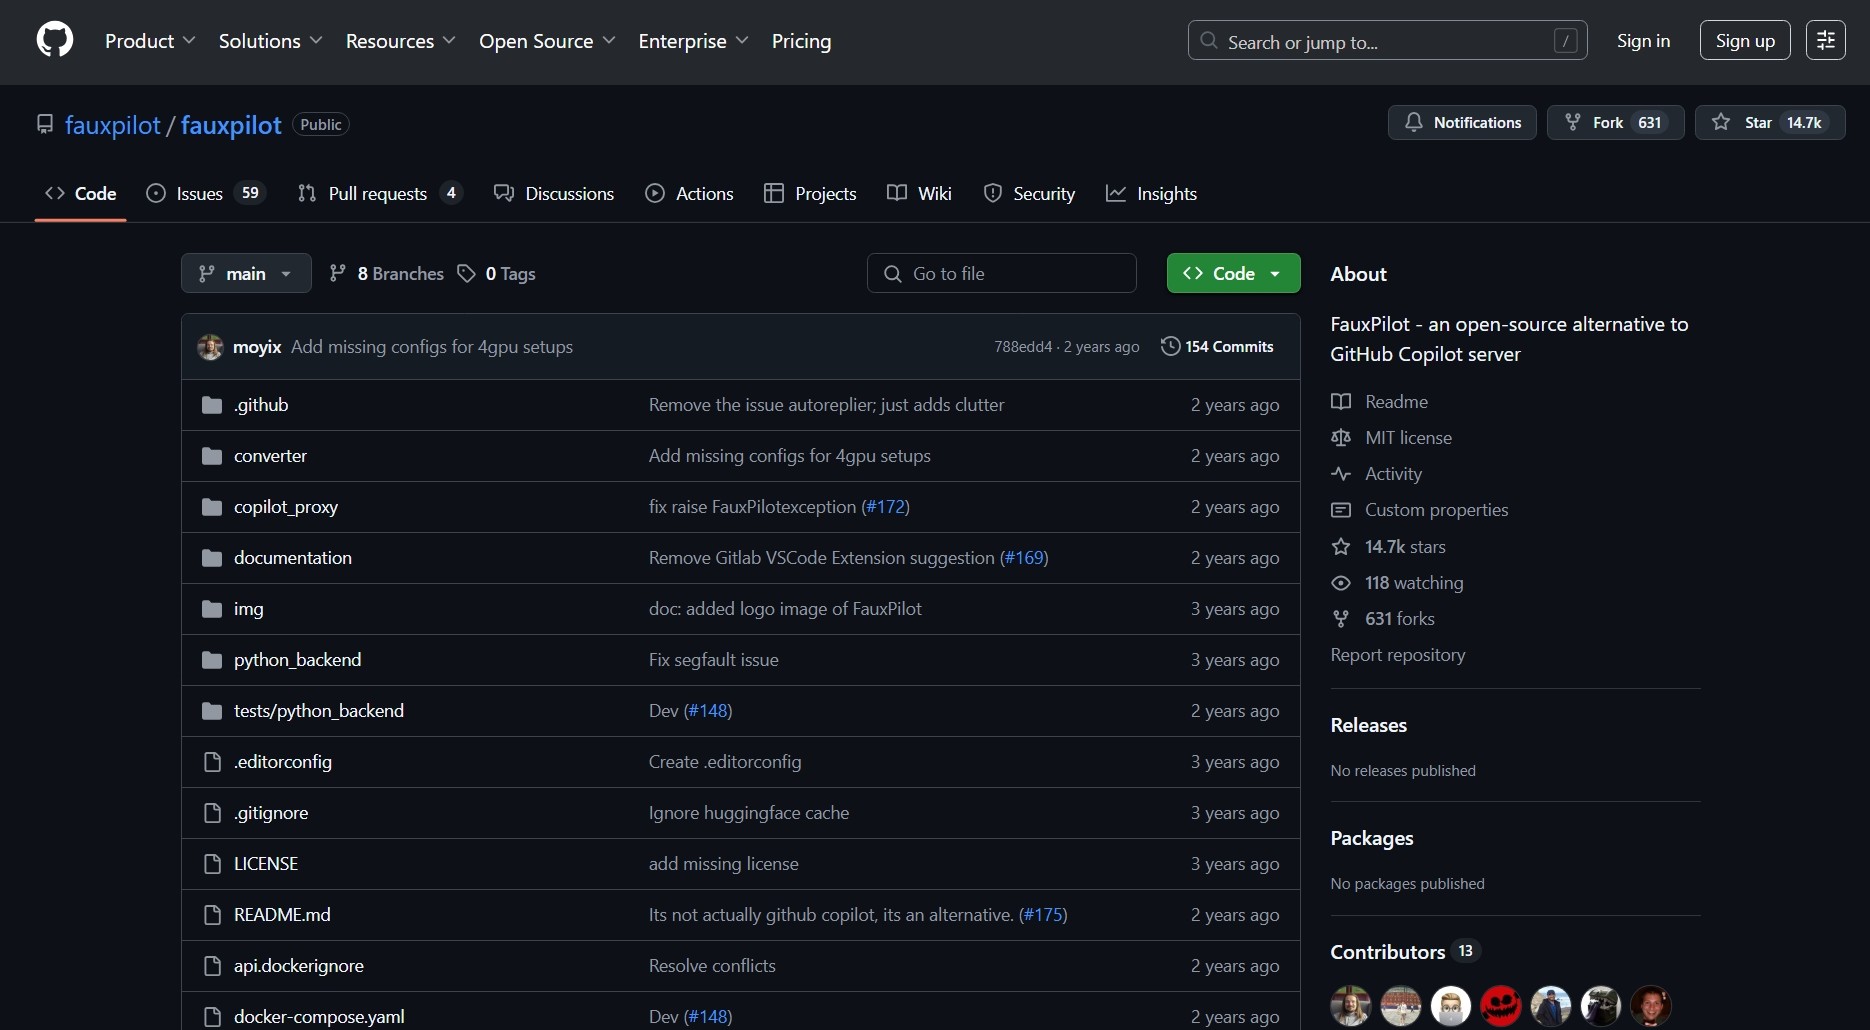 Product Solutions Resources Open Source Enterprise Pricing Search or jump to... / Sign in Sign up
fauxpilot / fauxpilot Public Notifications Fork 631 Star 14.7k
Code Issues 59 Pull requests 4 Discussions Actions Projects Wiki Security Insights
main 8 Branches 0 Tags Go to file Code
moyix Add missing configs for 4gpu setups 788edd4 · 2 years ago 154 Commits
.github Remove the issue autoreplier; just adds clutter 2 years ago
converter Add missing configs for 4gpu setups 2 years ago
copilot_proxy fix raise FauxPilotexception (#172) 2 years ago
documentation Remove Gitlab VSCode Extension suggestion (#169) 2 years ago
img doc: added logo image of FauxPilot 3 years ago
python_backend Fix segfault issue 3 years ago
tests/python_backend Dev (#148) 2 years ago
.editorconfig Create .editorconfig 3 years ago
.gitignore Ignore huggingface cache 3 years ago
LICENSE add missing license 3 years ago
README.md Its not actually github copilot, its an alternative. (#175) 2 years ago
api.dockerignore Resolve conflicts 2 years ago
docker-compose.yaml Dev (#148) 2 years ago
About
FauxPilot - an open-source alternative to
GitHub Copilot server
Readme
MIT license
Activity
Custom properties
14.7k stars
118 watching
631 forks
Report repository
Releases
No releases published
Packages
No packages published
Contributors 13